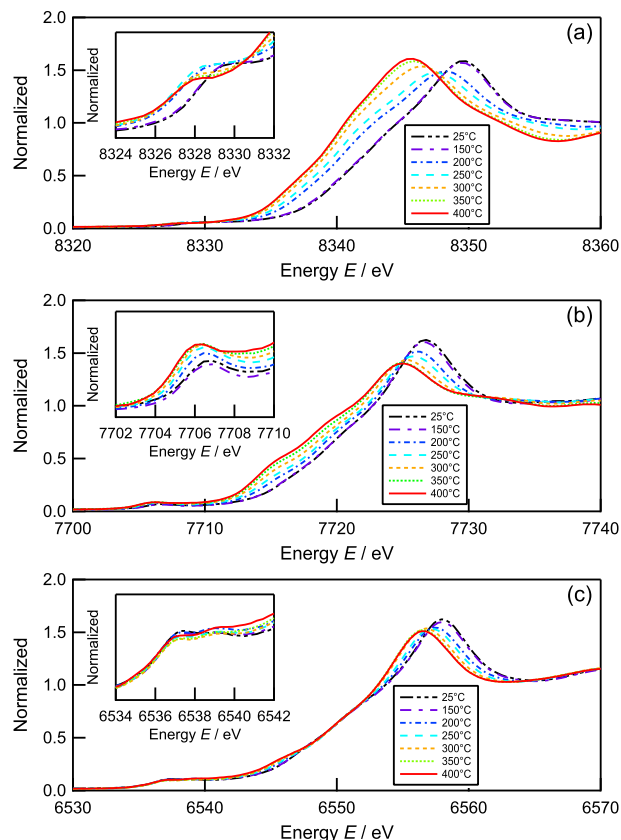 (a)
Normalized
2.0
1.5
1.0
0.5
0.0
Normalized
8324 8326 8328 8330 8332
Energy E / eV
25°C
150°C
200°C
250°C
300°C
350°C
400°C
8320 8330 8340 8350 8360
Energy E / eV
(b)
Normalized
2.0
1.5
1.0
0.5
0.0
Normalized
7702 7704 7706 7708 7710
Energy E / eV
25°C
150°C
200°C
250°C
300°C
350°C
400°C
7700 7710 7720 7730 7740
Energy E / eV
(c)
Normalized
2.0
1.5
1.0
0.5
0.0
Normalized
6534 6536 6538 6540 6542
Energy E / eV
25°C
150°C
200°C
250°C
300°C
350°C
400°C
6530 6540 6550 6560 6570
Energy E / eV